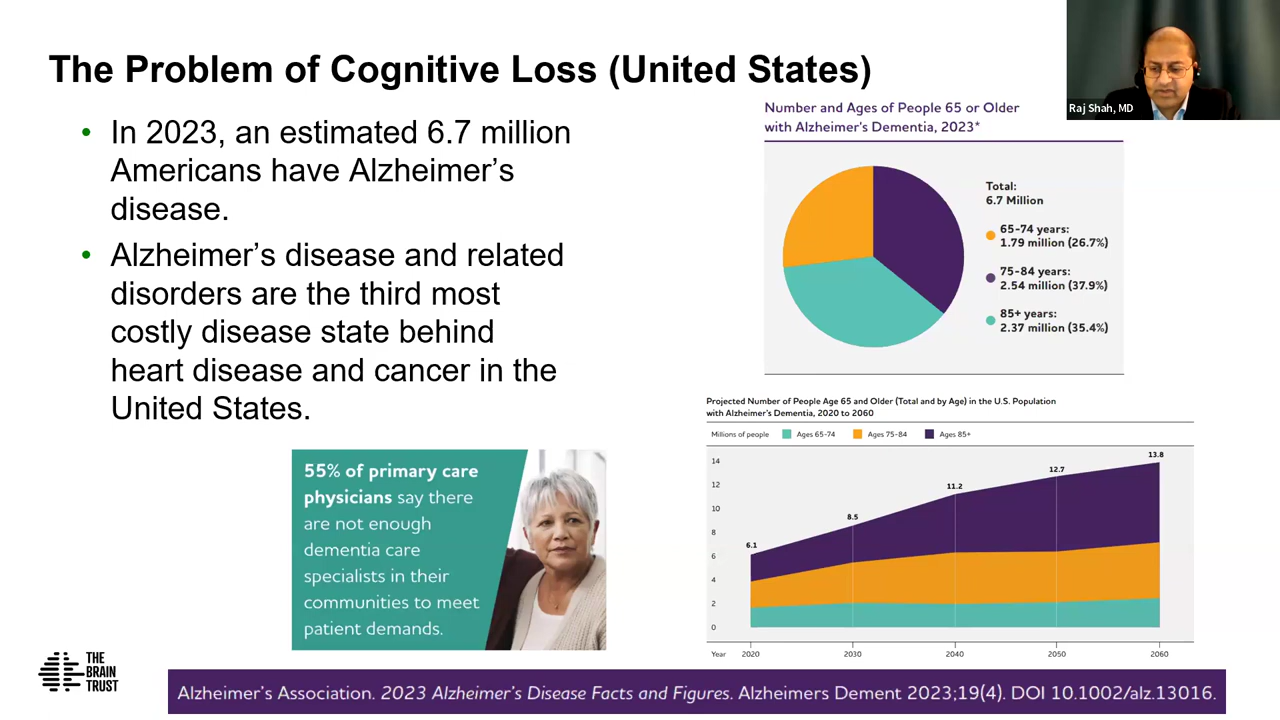 The Problem of Cognitive Loss (United States)
• In 2023, an estimated 6.7 million
Americans have Alzheimer’s
disease.
• Alzheimer’s disease and related
disorders are the third most
costly disease state behind
heart disease and cancer in the
United States.
Raj Shah, MD
Number and Ages of People 65 or Older
with Alzheimer's Dementia, 2023*
Total:
6.7 Million
65-74 years:
1.79 million (26.7%)
75-84 years:
2.54 million (37.9%)
85+ years:
2.37 million (35.4%)
55% of primary care
physicians say there
are not enough
dementia care
specialists in their
communities to meet
patient demands.
Projected Number of People Age 65 and Older (Total and by Age) in the U.S. Population
with Alzheimer's Dementia, 2020 to 2060
Millions of people Ages 65-74 Ages 75-84 Ages 85+
14
12
10
8
6
4
2
0
6.1
8.5
11.2
12.7
13.8
Year 2020 2030 2040 2050 2060
THE
BRAIN
TRUST
Alzheimer's Association. 2023 Alzheimer's Disease Facts and Figures. Alzheimers Dement 2023;19(4). DOI 10.1002/alz.13016.